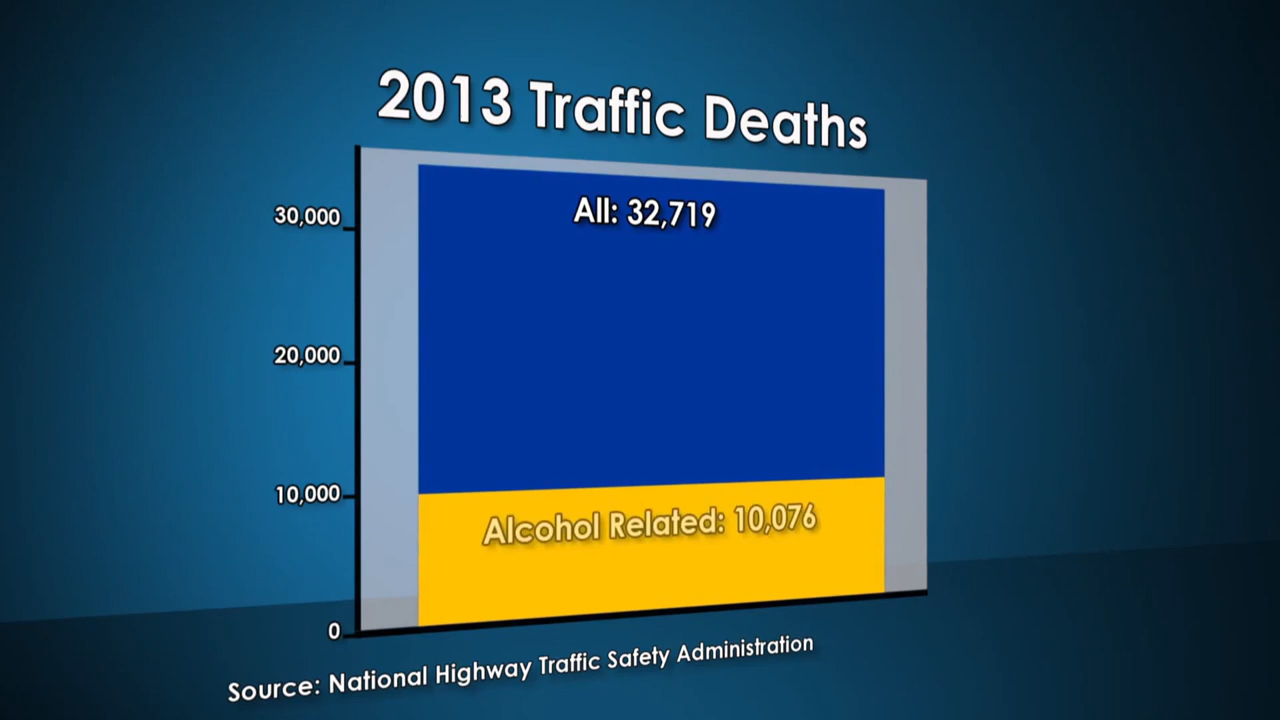 2013 Traffic Deaths
30,000
All: 32,719
20,000
10,000
Alcohol Related: 10,076
0
Source: National Highway Traffic Safety Administration